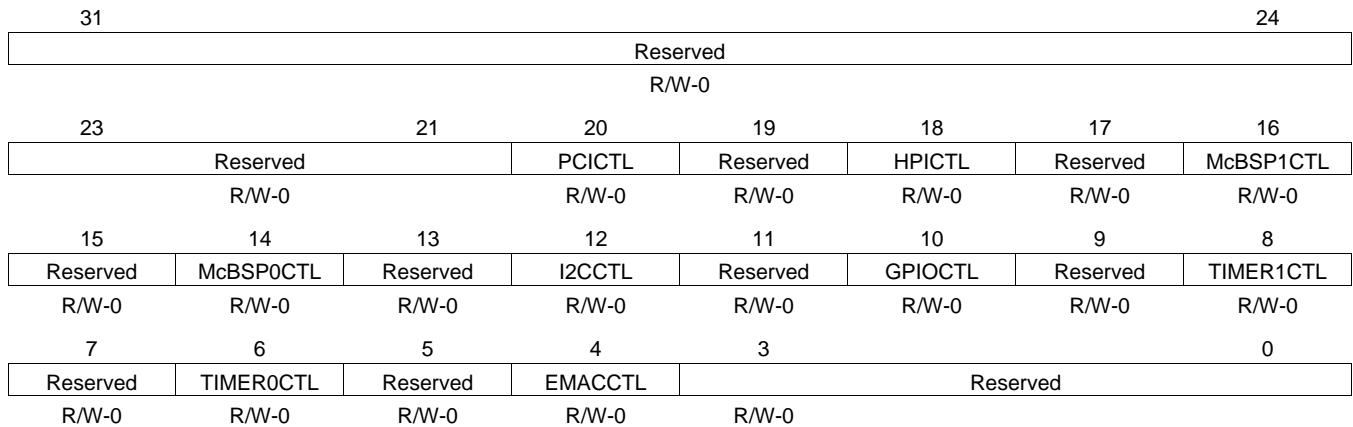 31 24
Reserved
R/W-0
23 21 20 19 18 17 16
Reserved PCICTL Reserved HPICTL Reserved McBSP1CTL
R/W-0 R/W-0 R/W-0 R/W-0 R/W-0 R/W-0
15 14 13 12 11 10 9 8
Reserved McBSP0CTL Reserved I2CCTL Reserved GPIOCTL Reserved TIMER1CTL
R/W-0 R/W-0 R/W-0 R/W-0 R/W-0 R/W-0 R/W-0 R/W-0
7 6 5 4 3 0
Reserved TIMER0CTL Reserved EMACCTL Reserved
R/W-0 R/W-0 R/W-0 R/W-0 R/W-0